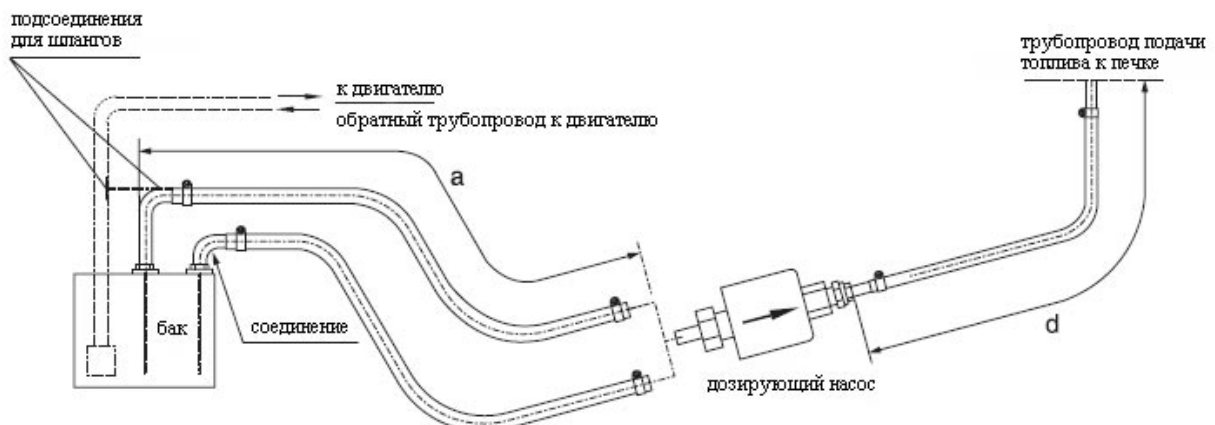 подсоединения
для шлангов
трубопровод подачи
топлива к печке
к двигателю
обратный трубопровод к двигателю
a
бак
соединение
d
дозирующий насос